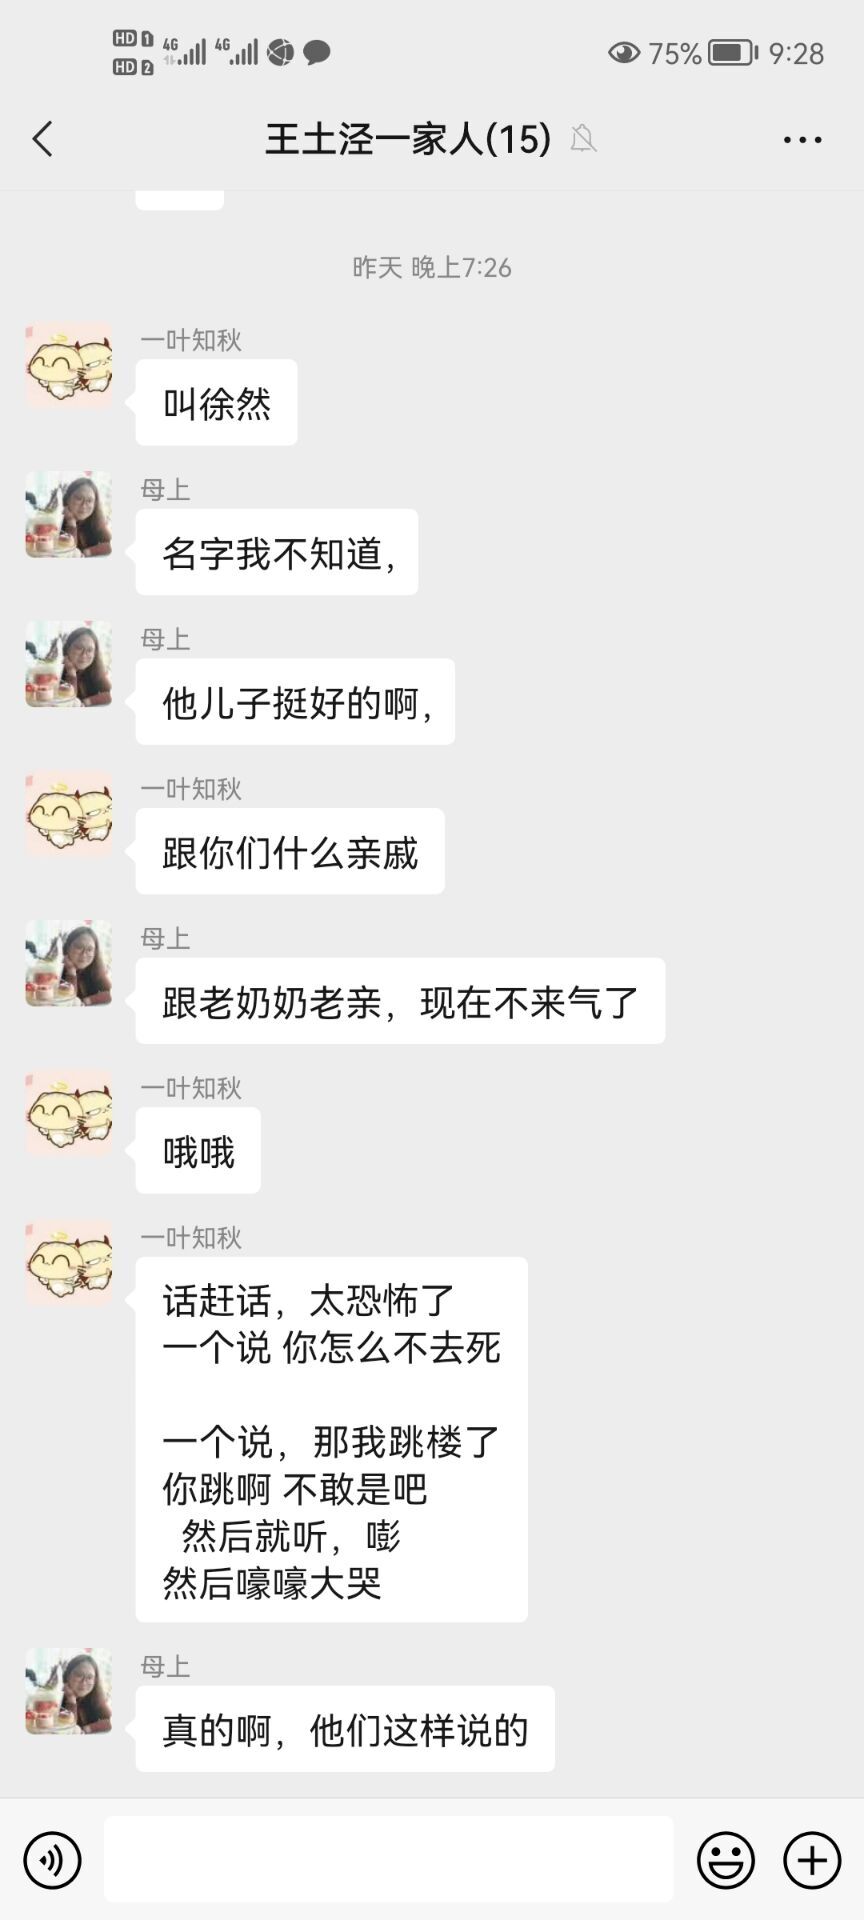 HD 1 4G 4G 75% 9:28
HD 2
王土泾一家人(15)
昨天 晚上7:26
一叶知秋
叫徐然
母上
名字我不知道,
母上
他儿子挺好的啊,
一叶知秋
跟你们什么亲戚
母上
跟老奶奶老亲，现在不来气了
一叶知秋
哦哦
一叶知秋
话赶话，太恐怖了
一个说 你怎么不去死
一个说，那我跳楼了
你跳啊 不敢是吧
然后就听，嘭
然后嚎嚎大哭
母上
真的啊，他们这样说的